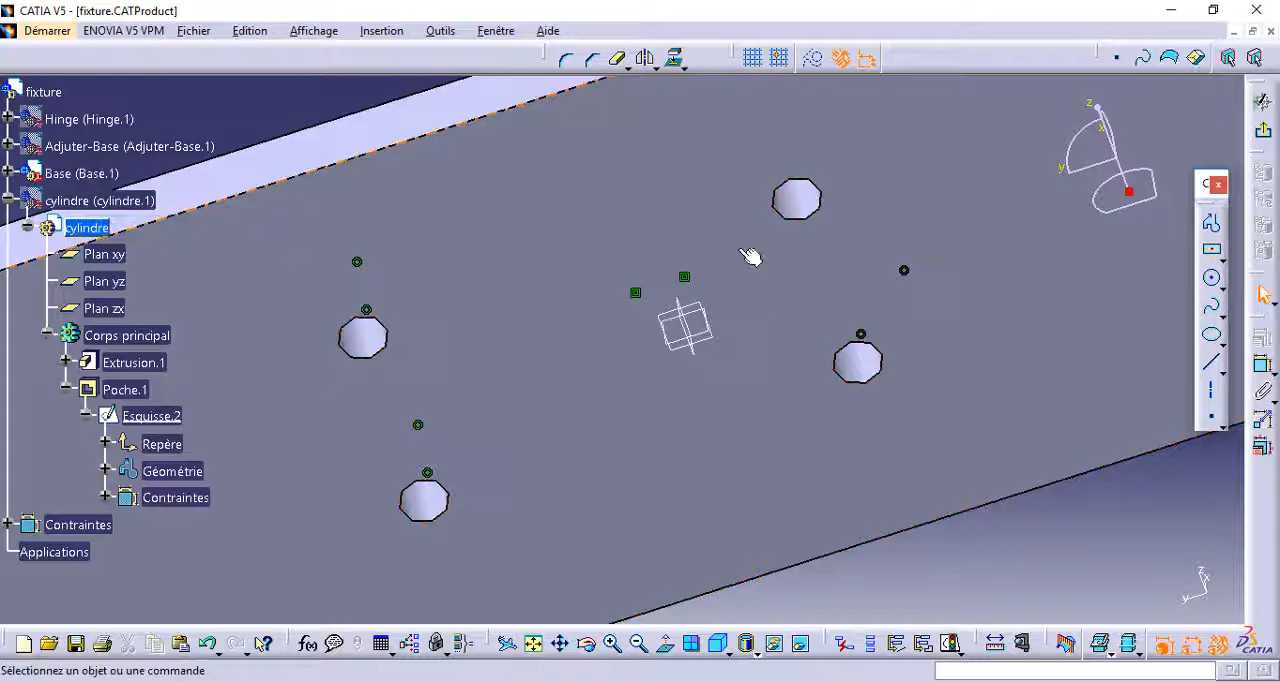 CATIA V5 - [fixture.CATProduct]
Démarrer ENOVIA V5 VPM Fichier Edition Affichage Insertion Outils Fenêtre Aide
fixture
Hinge (Hinge.1)
Adjuter-Base (Adjuter-Base.1)
Base (Base.1)
cylindre (cylindre.1)
cylindre
Plan xy
Plan yz
Plan zx
Corps principal
Extrusion.1
Poche.1
Esquisse.2
Repère
Géométrie
Contraintes
Contraintes
Applications
z
x
y
C
z
x
y
f(x)
CATIA
Sélectionnez un objet ou une commande